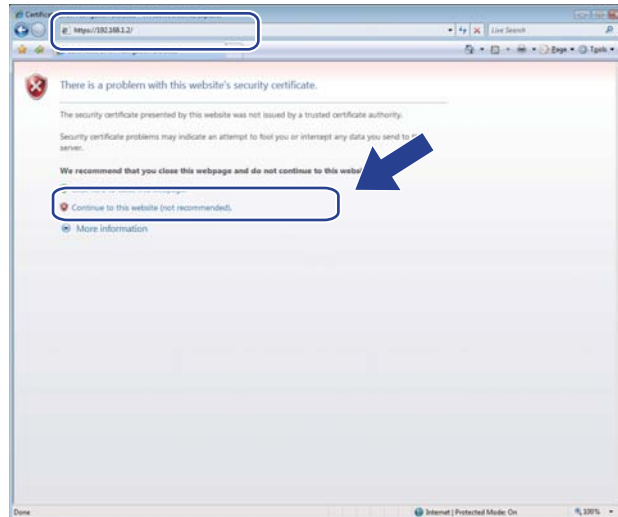 Certific
https://192.168.1.2/
Live Search
Page
Tools
There is a problem with this website's security certificate.
The security certificate presented by this website was not issued by a trusted certificate authority.
Security certificate problems may indicate an attempt to fool you or intercept any data you send to the
server.
We recommend that you close this webpage and do not continue to this
Continue to this website (not recommended).
More information
Done
Internet | Protected Mode: On
100%